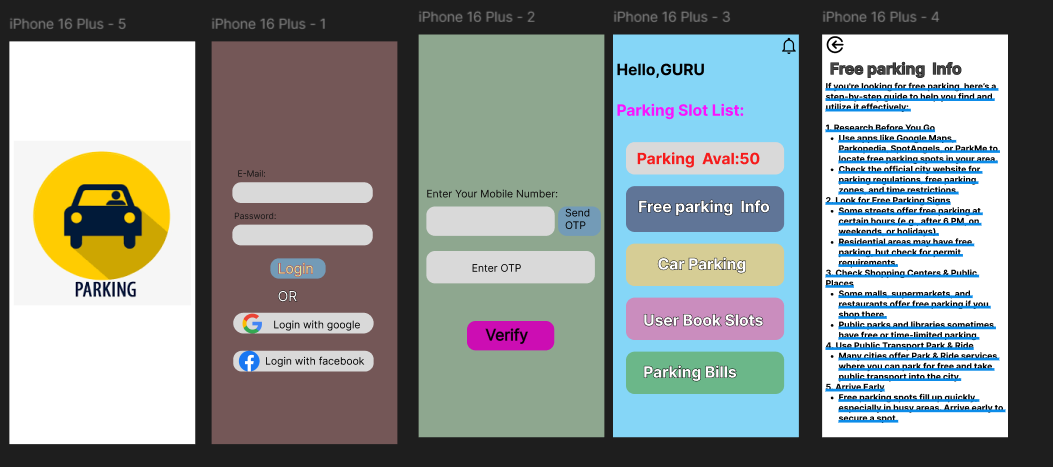 iPhone 16 Plus - 5
PARKING
iPhone 16 Plus - 1
E-Mail:
Password:
Login
OR
Login with google
Login with facebook
iPhone 16 Plus - 2
Enter Your Mobile Number:
Send
OTP
Enter OTP
Verify
iPhone 16 Plus - 3
Hello,GURU
Parking Slot List:
Parking Aval:50
Free parking Info
Car Parking
User Book Slots
Parking Bills
iPhone 16 Plus - 4
Free parking Info
If you're looking for free parking, here's a
step-by-step guide to help you find and
utilize it effectively:
1. Research Before You Go
• Use apps like Google Maps,
Parkopedia, SpotAngels, or ParkMe to
locate free parking spots in your area.
• Check the official city website for
parking regulations, free parking
zones, and time restrictions.
2. Look for Free Parking Signs
• Some streets offer free parking at
certain hours (e.g., after 6 PM, on
weekends, or holidays).
• Residential areas may have free
parking, but check for permit
requirements.
3. Check Shopping Centers & Public
Places
• Some malls, supermarkets, and
restaurants offer free parking if you
shop there.
• Public parks and libraries sometimes
have free or time-limited parking.
4. Use Public Transport Park & Ride
• Many cities offer Park & Ride services
where you can park for free and take
public transport into the city.
5. Arrive Early
• Free parking spots fill up quickly,
especially in busy areas. Arrive early to
secure a spot.